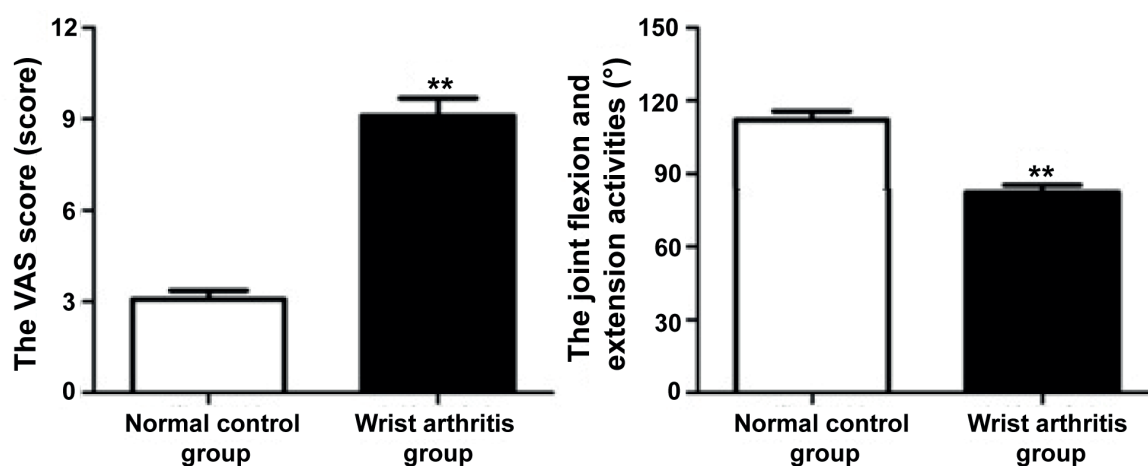 The VAS score (score)
12
9
6
3
0
**
Normal control
group
Wrist arthritis
group
The joint flexion and
extension activities (°)
150
120
90
60
30
0
**
Normal control
group
Wrist arthritis
group